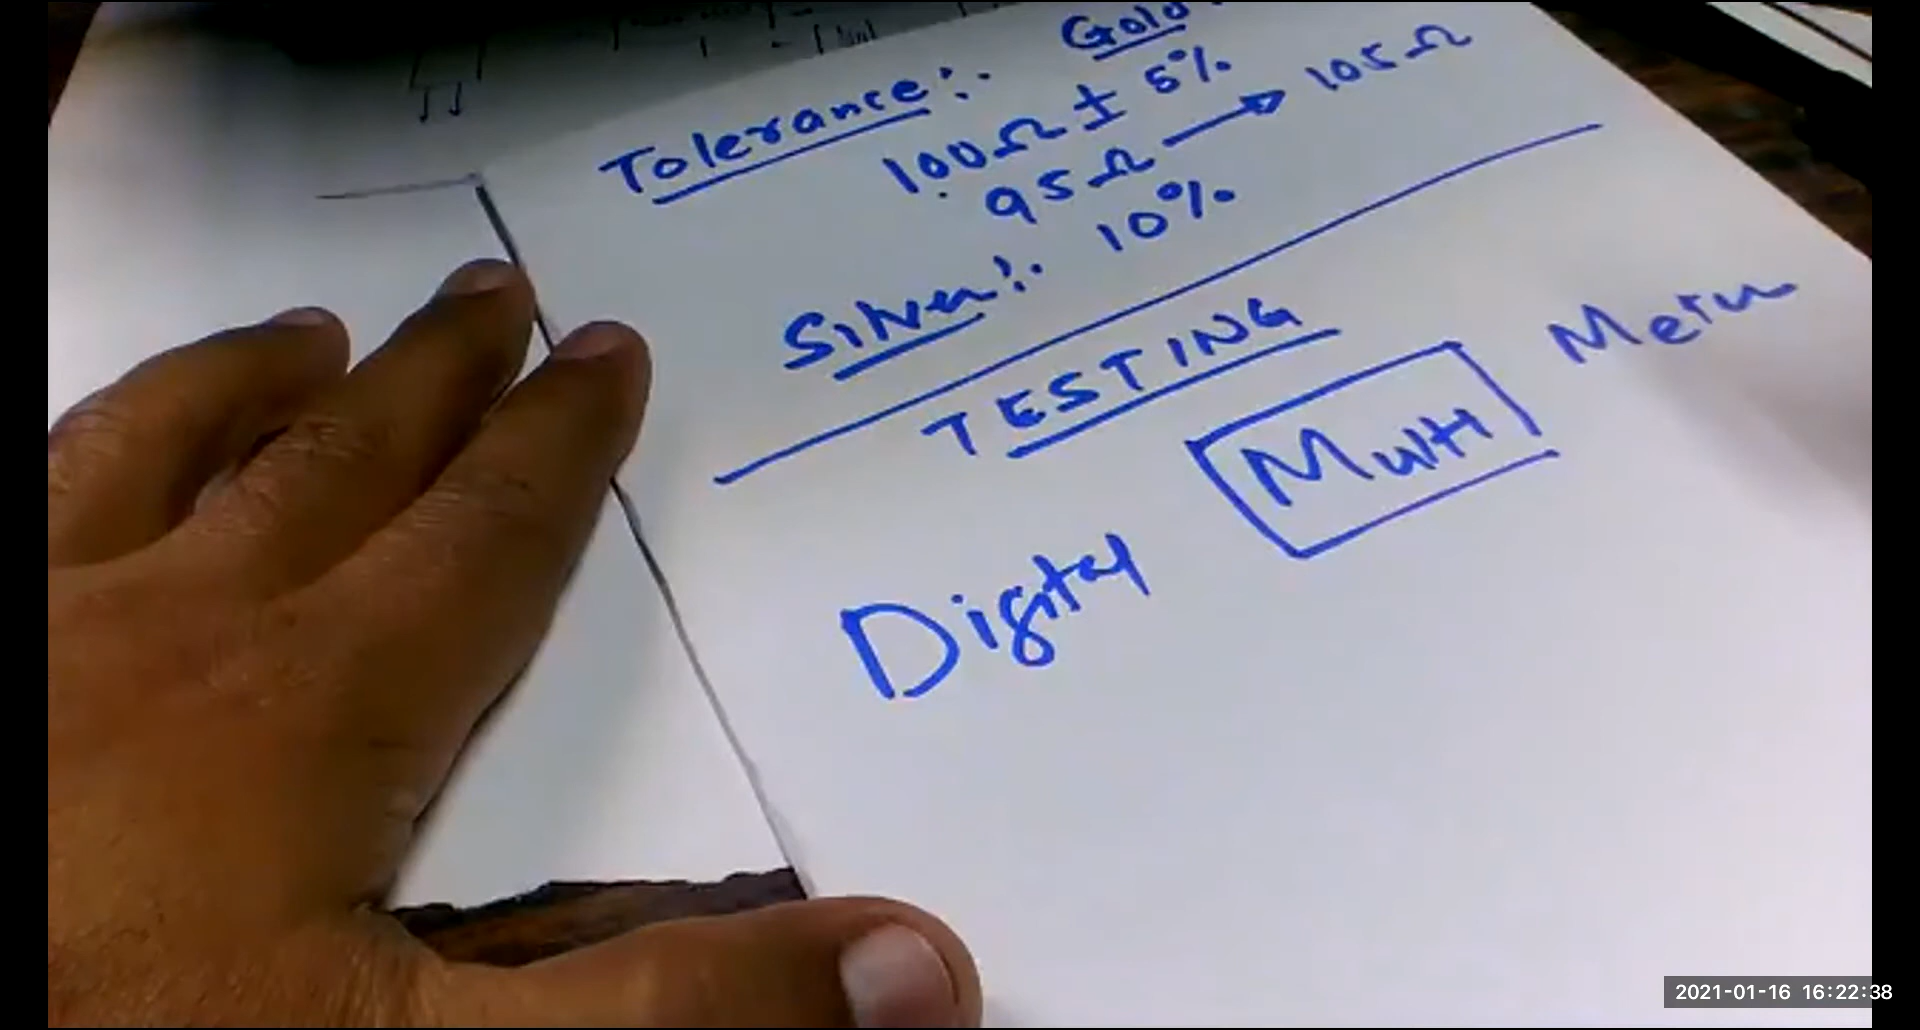 Gold
Tolerance:-
100Ω ± 5%
95Ω → 105Ω
Silver:- 10%
TESTING
Digital Multi Meter
2021-01-16 16:22:38